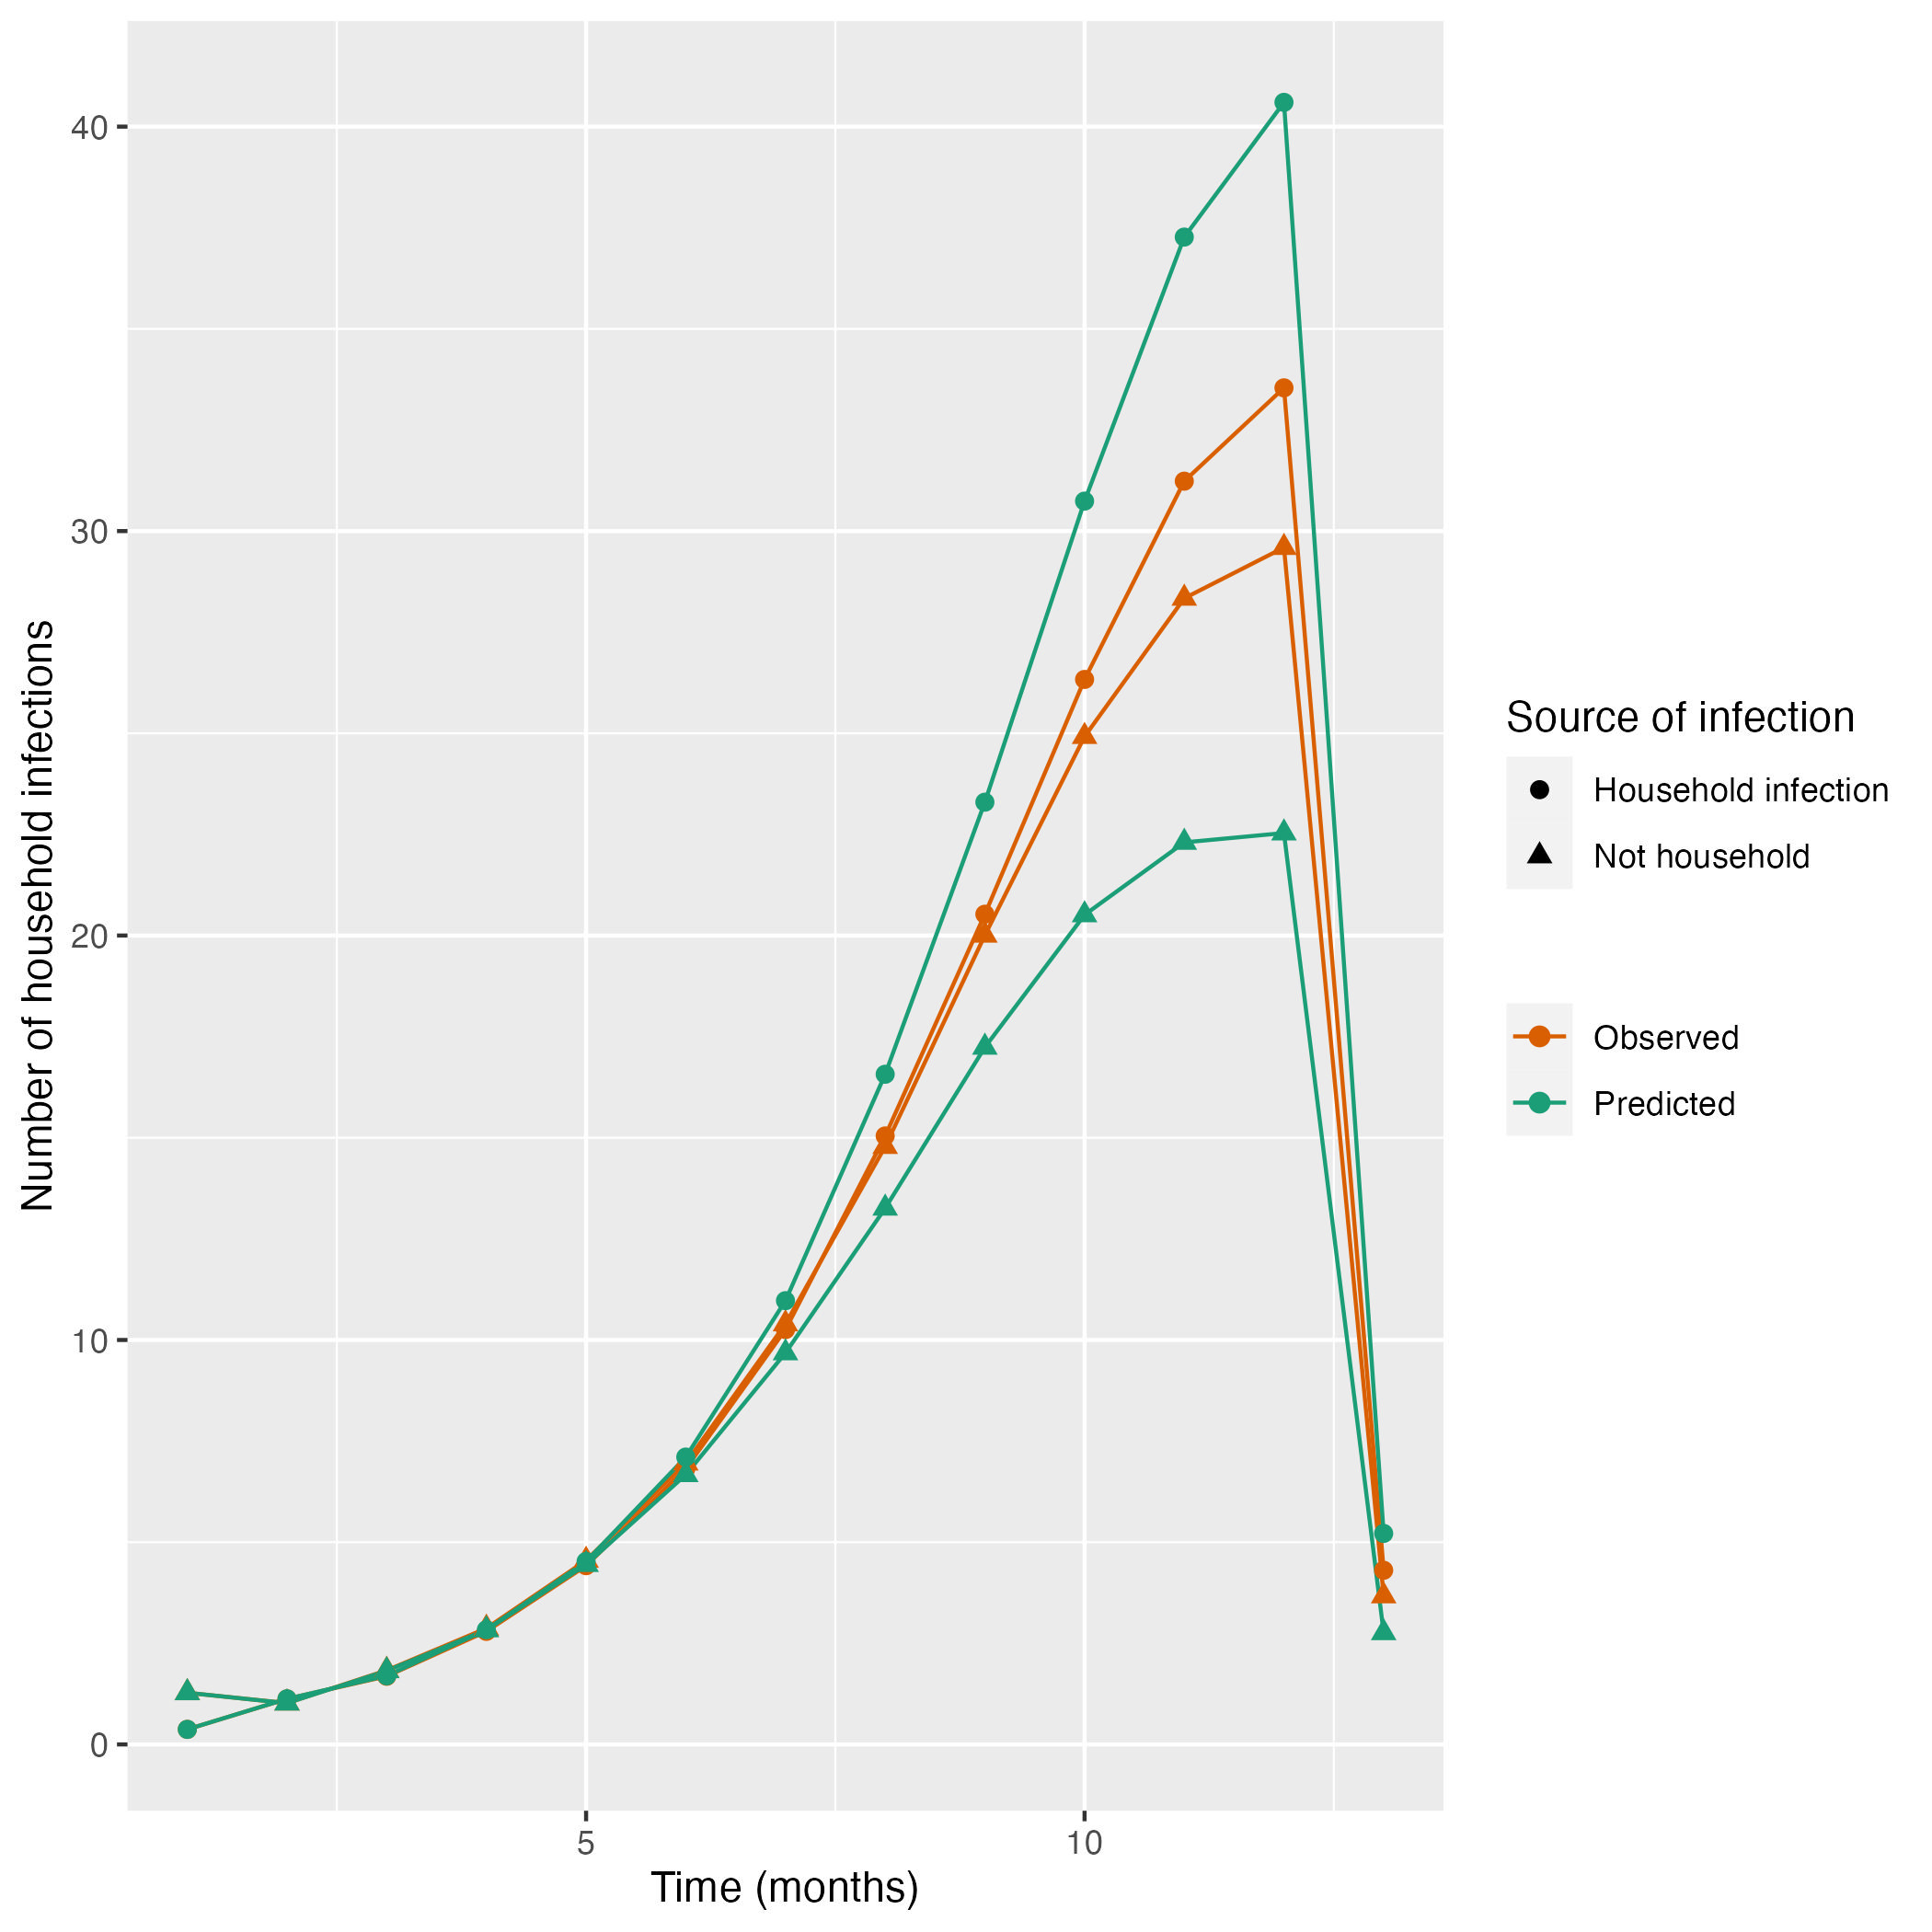 40
30
20
10
0
5
10
Number of household infections
Time (months)
Source of infection
Household infection
Not household
Observed
Predicted